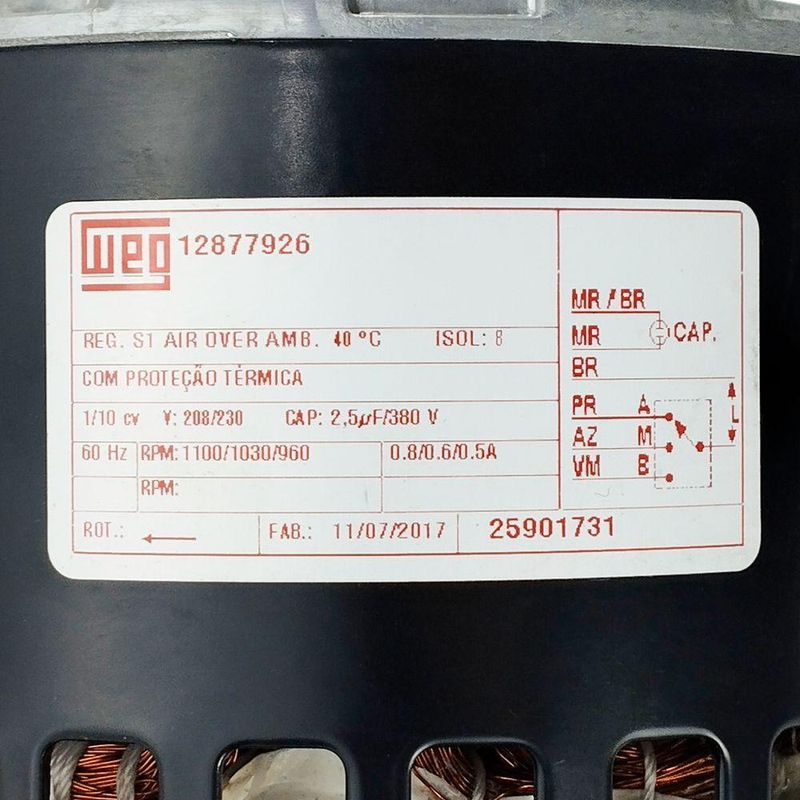 WEG 12877926
REG. S1 AIR OVER AMB. 40 °C ISOL: B
COM PROTEÇÃO TÉRMICA
1/10 cv V: 208/230 CAP: 2,5µF/380 V
60 Hz RPM: 1100/1030/960 0.8/0.6/0.5A
RPM:
ROT.: FAB.: 11/07/2017 25901731
MR / BR
MR CAP.
BR
PR A
AZ M L
VM B